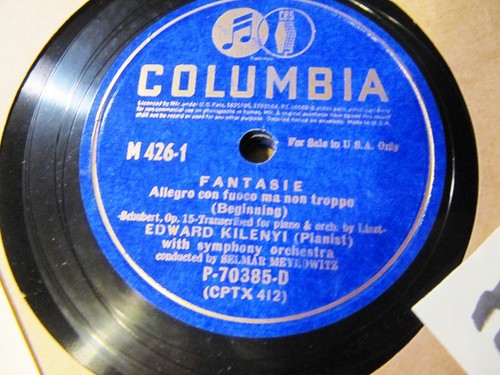 CBS
COLUMBIA
M 426-1
For Sale in U.S.A. Only
FANTASIE
Allegro con fuoco ma non troppo
(Beginning)
-Schubert, Op. 15-Transcribed for piano & orch. by Liszt-
EDWARD KILENYI (Pianist)
with symphony orchestra
conducted by SELMAR MEYROWITZ
P-70385-D
(CPTX 412)